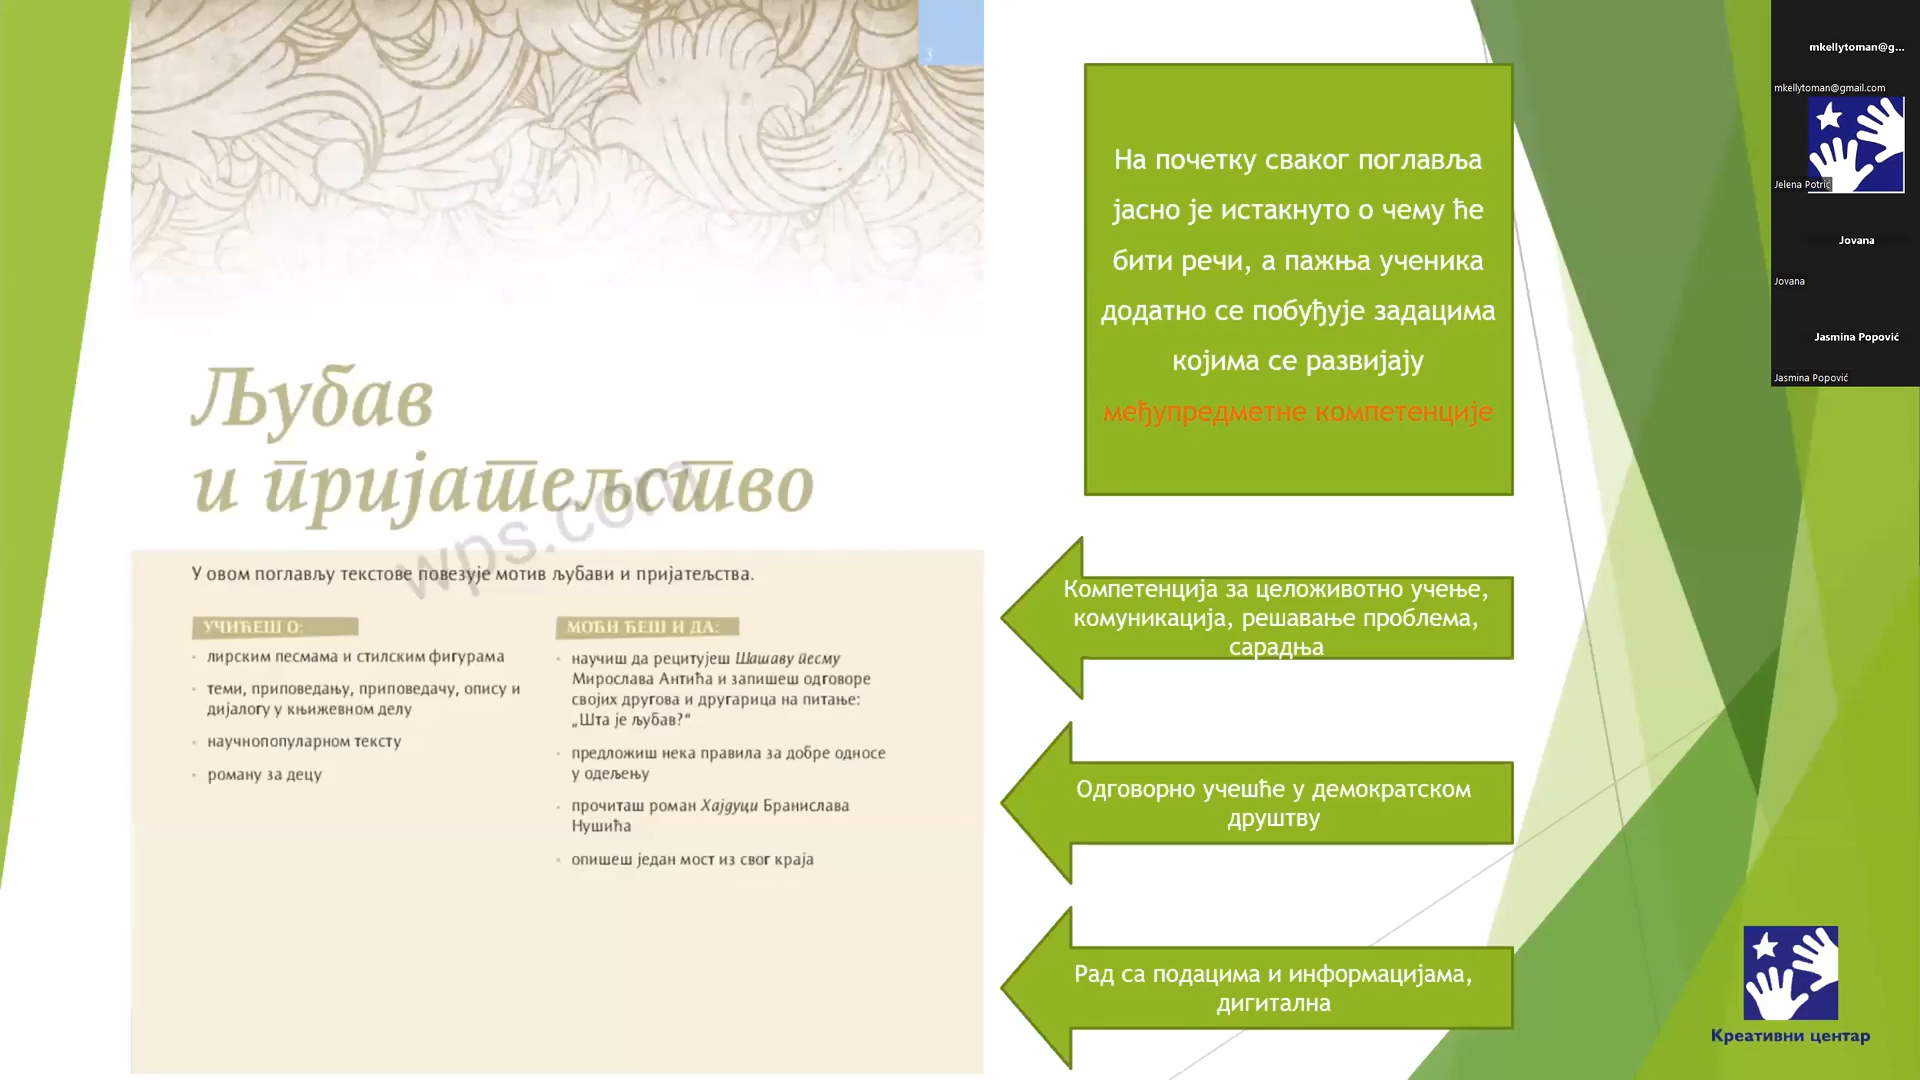 3
Љубав
и пријатељство
wps.com
У овом поглављу текстове повезује мотив љубави и пријатељства.
УЧИЋЕШ О:
· лирским песмама и стилским фигурама
· теми, приповедању, приповедачу, опису и
дијалогу у књижевном делу
· научнопопуларном тексту
· роману за децу
МОЋИ ЋЕШ И ДА:
· научиш да рецитујеш Шашаву песму
Мирослава Антића и запишеш одговоре
својих другова и другарица на питање:
„Шта је љубав?“
· предложиш нека правила за добре односе
у одељењу
· прочиташ роман Хајдуци Бранислава
Нушића
· опишеш један мост из свог краја
На почетку сваког поглавља
јасно је истакнуто о чему ће
бити речи, а пажња ученика
додатно се побуђује задацима
којима се развијају
међупредметне компетенције
Компетенција за целоживотно учење,
комуникација, решавање проблема,
сарадња
Одговорно учешће у демократском
друштву
Рад са подацима и информацијама,
дигитална
mkellytoman@g...
mkellytoman@gmail.com
Jelena Potrić
Jovana
Jovana
Jasmina Popović
Jasmina Popović
Креативни центар